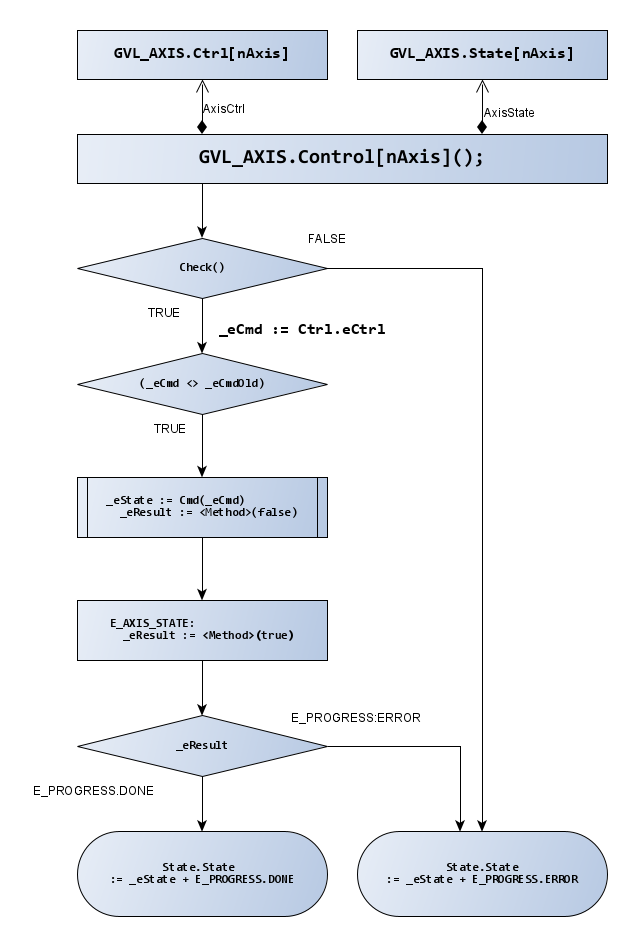 GVL_AXIS.Ctrl[nAxis]
GVL_AXIS.State[nAxis]
AxisCtrl
AxisState
GVL_AXIS.Control[nAxis]();
FALSE
Check()
TRUE
_eCmd := Ctrl.eCtrl
(_eCmd <> _eCmdOld)
TRUE
_eState := Cmd(_eCmd)
_eResult := <Method>(false)
E_AXIS_STATE:
_eResult := <Method>(true)
E_PROGRESS:ERROR
_eResult
E_PROGRESS.DONE
State.State
:= _eState + E_PROGRESS.DONE
State.State
:= _eState + E_PROGRESS.ERROR